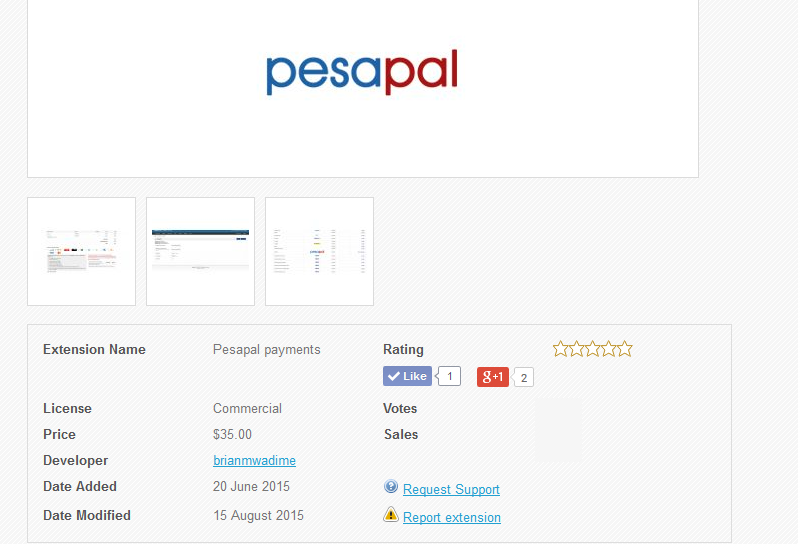 pesapal
Extension Name Pesapal payments Rating
Like 1 g+1 2
License Commercial Votes
Price $35.00 Sales
Developer brianmwadime
Date Added 20 June 2015 Request Support
Date Modified 15 August 2015 Report extension